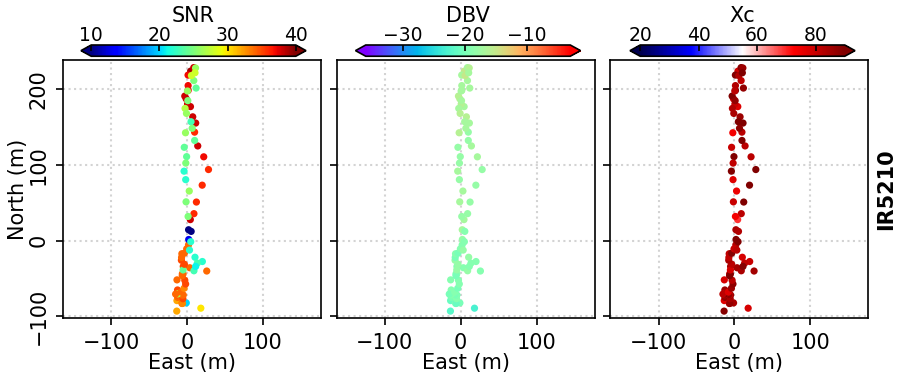 SNR DBV Xc
10 20 30 40 −30 −20 −10 20 40 60 80
200
100
0
−100
North (m)
IR5210
−100 0 100 −100 0 100 −100 0 100
East (m) East (m) East (m)